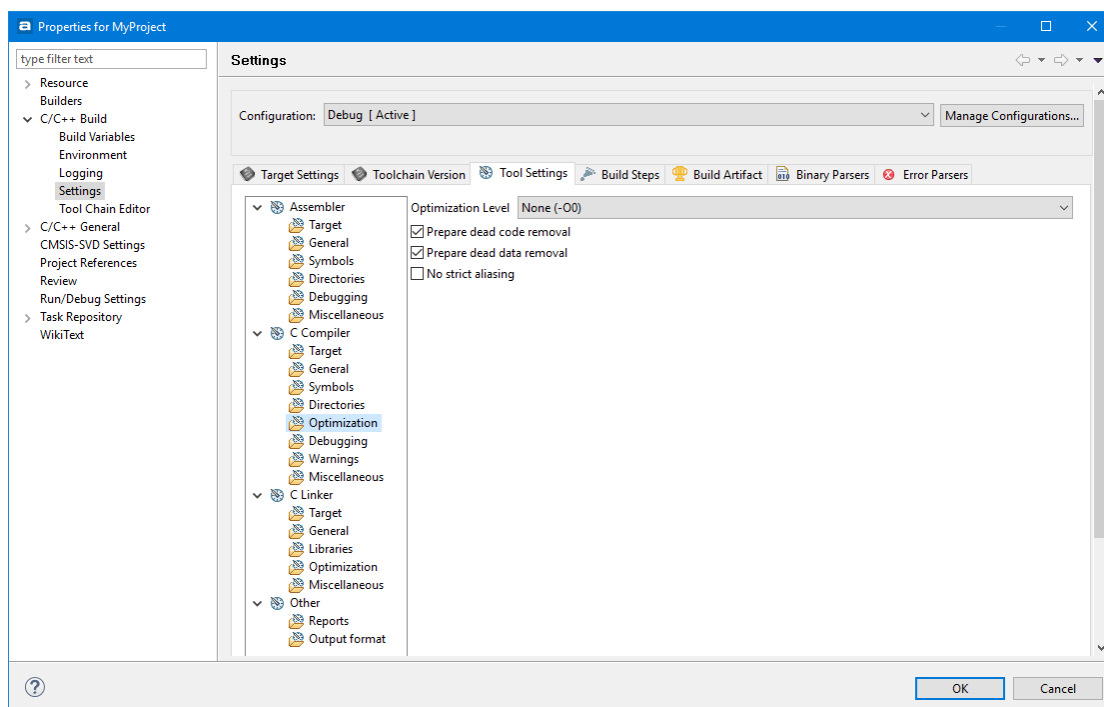 Properties for MyProject
type filter text
Resource
Builders
C/C++ Build
Build Variables
Environment
Logging
Settings
Tool Chain Editor
C/C++ General
CMSIS-SVD Settings
Project References
Review
Run/Debug Settings
Task Repository
WikiText
Settings
Configuration: Debug [ Active ] Manage Configurations...
Target Settings Toolchain Version Tool Settings Build Steps Build Artifact Binary Parsers Error Parsers
Assembler
Target
General
Symbols
Directories
Debugging
Miscellaneous
C Compiler
Target
General
Symbols
Directories
Optimization
Debugging
Warnings
Miscellaneous
C Linker
Target
General
Libraries
Optimization
Miscellaneous
Other
Reports
Output format
Optimization Level None (-O0)
Prepare dead code removal
Prepare dead data removal
No strict aliasing
OK Cancel